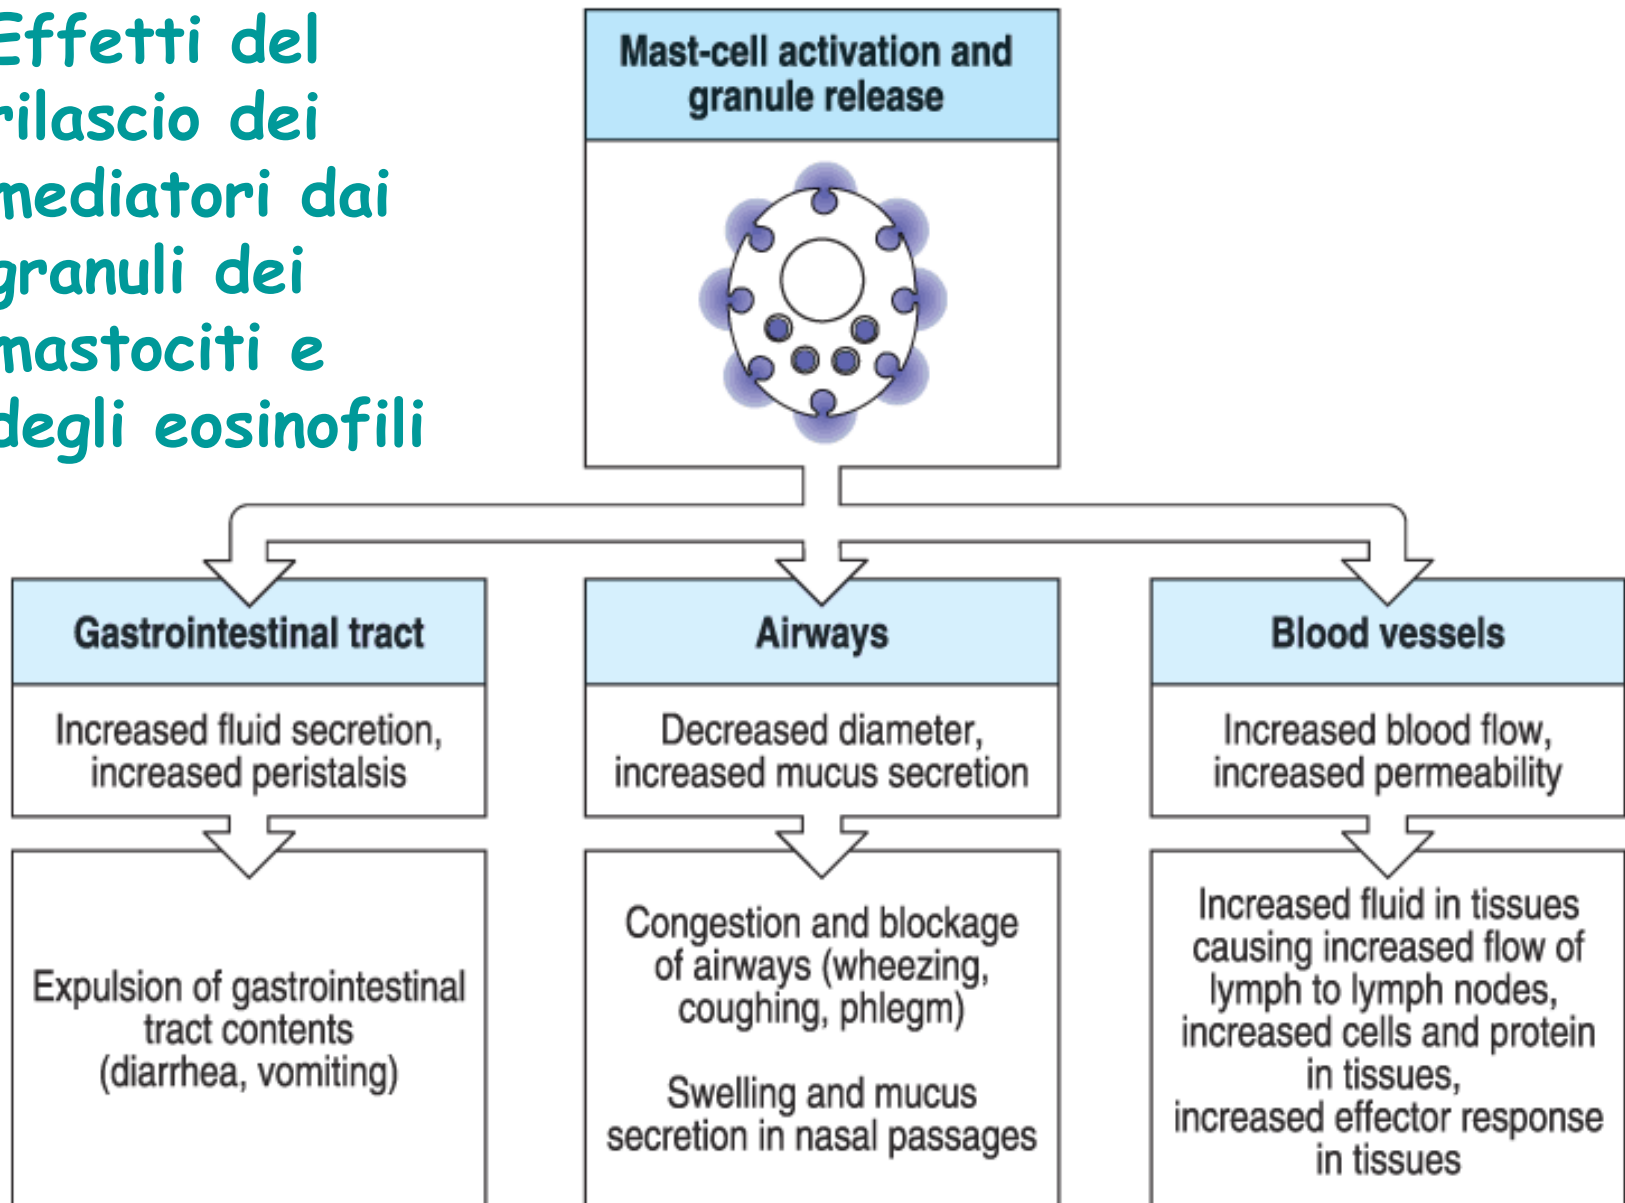 Effetti del
rilascio dei
mediatori dai
granuli dei
mastociti e
degli eosinofili
Mast-cell activation and
granule release
Gastrointestinal tract
Increased fluid secretion,
increased peristalsis
Expulsion of gastrointestinal
tract contents
(diarrhea, vomiting)
Airways
Decreased diameter,
increased mucus secretion
Congestion and blockage
of airways (wheezing,
coughing, phlegm)
Swelling and mucus
secretion in nasal passages
Blood vessels
Increased blood flow,
increased permeability
Increased fluid in tissues
causing increased flow of
lymph to lymph nodes,
increased cells and protein
in tissues,
increased effector response
in tissues